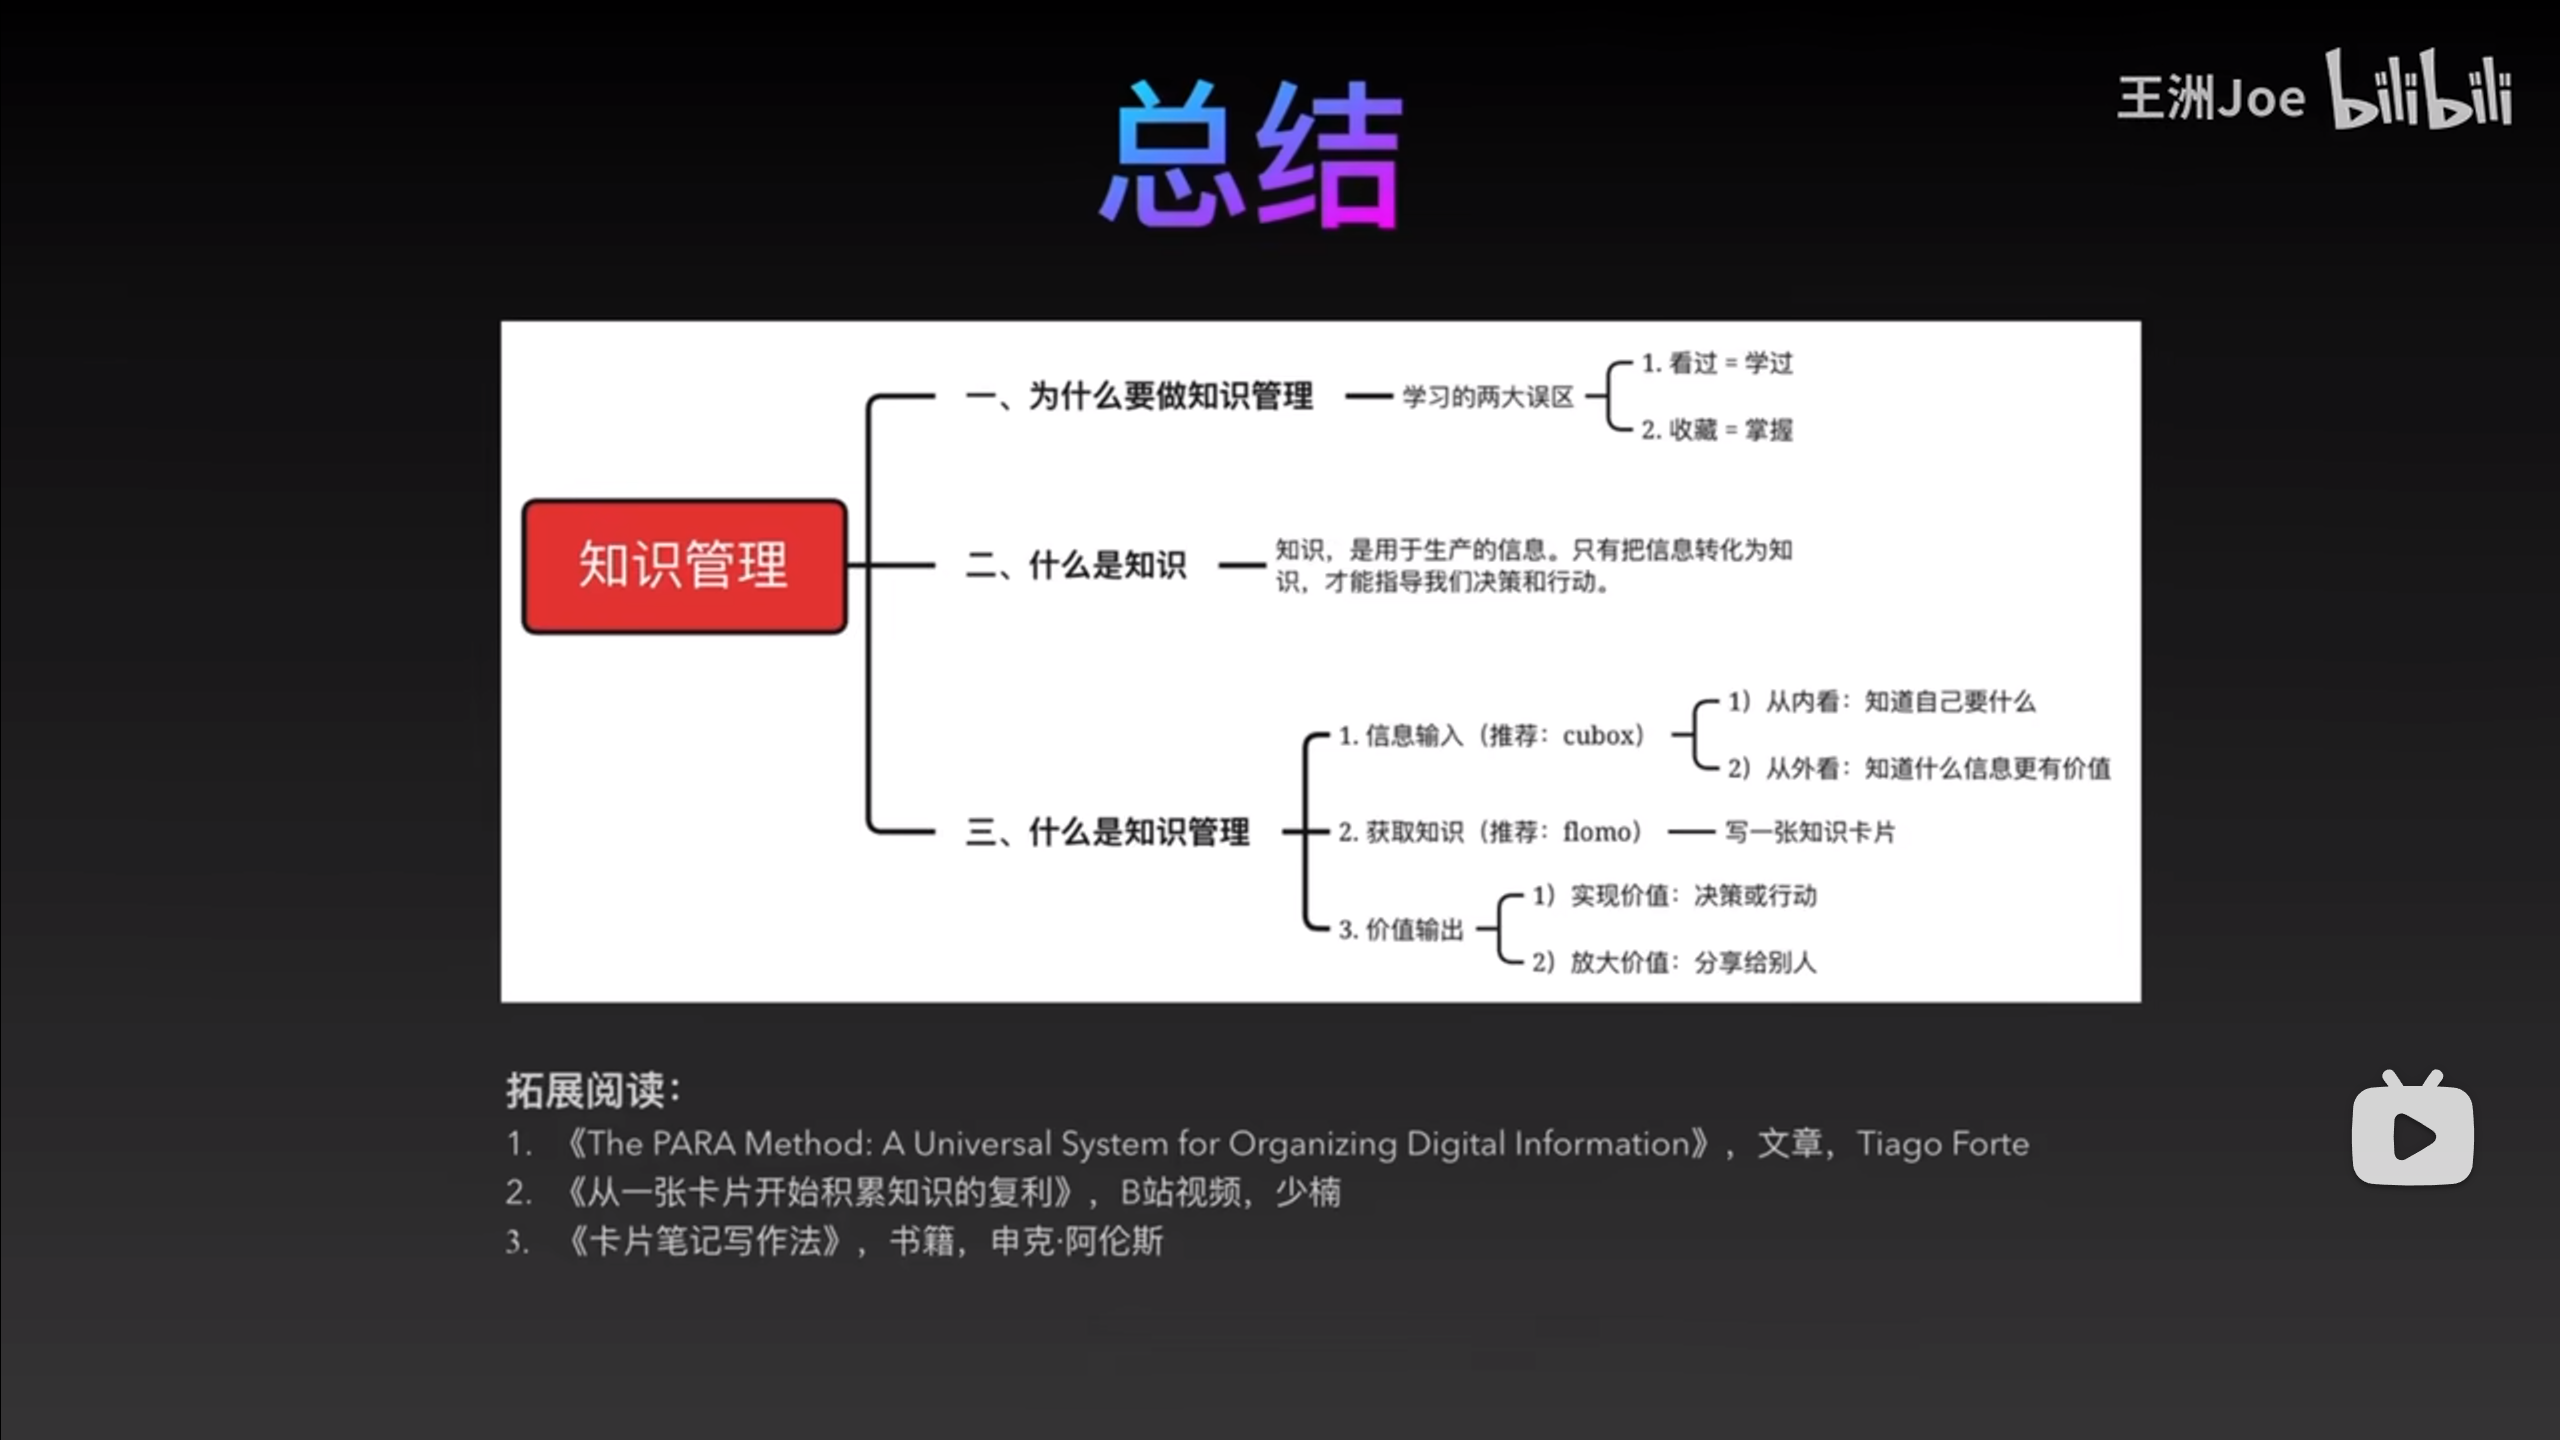 王洲Joe bilibili
总结
知识管理
一、为什么要做知识管理
学习的两大误区
1. 看过 = 学过
2. 收藏 = 掌握
二、什么是知识
知识，是用于生产的信息。只有把信息转化为知
识，才能指导我们决策和行动。
三、什么是知识管理
1. 信息输入（推荐：cubox）
1）从内看：知道自己要什么
2）从外看：知道什么信息更有价值
2. 获取知识（推荐：flomo）
写一张知识卡片
3. 价值输出
1）实现价值：决策或行动
2）放大价值：分享给别人
拓展阅读：
1. 《The PARA Method: A Universal System for Organizing Digital Information》，文章，Tiago Forte
2. 《从一张卡片开始积累知识的复利》，B站视频，少楠
3. 《卡片笔记写作法》，书籍，申克·阿伦斯